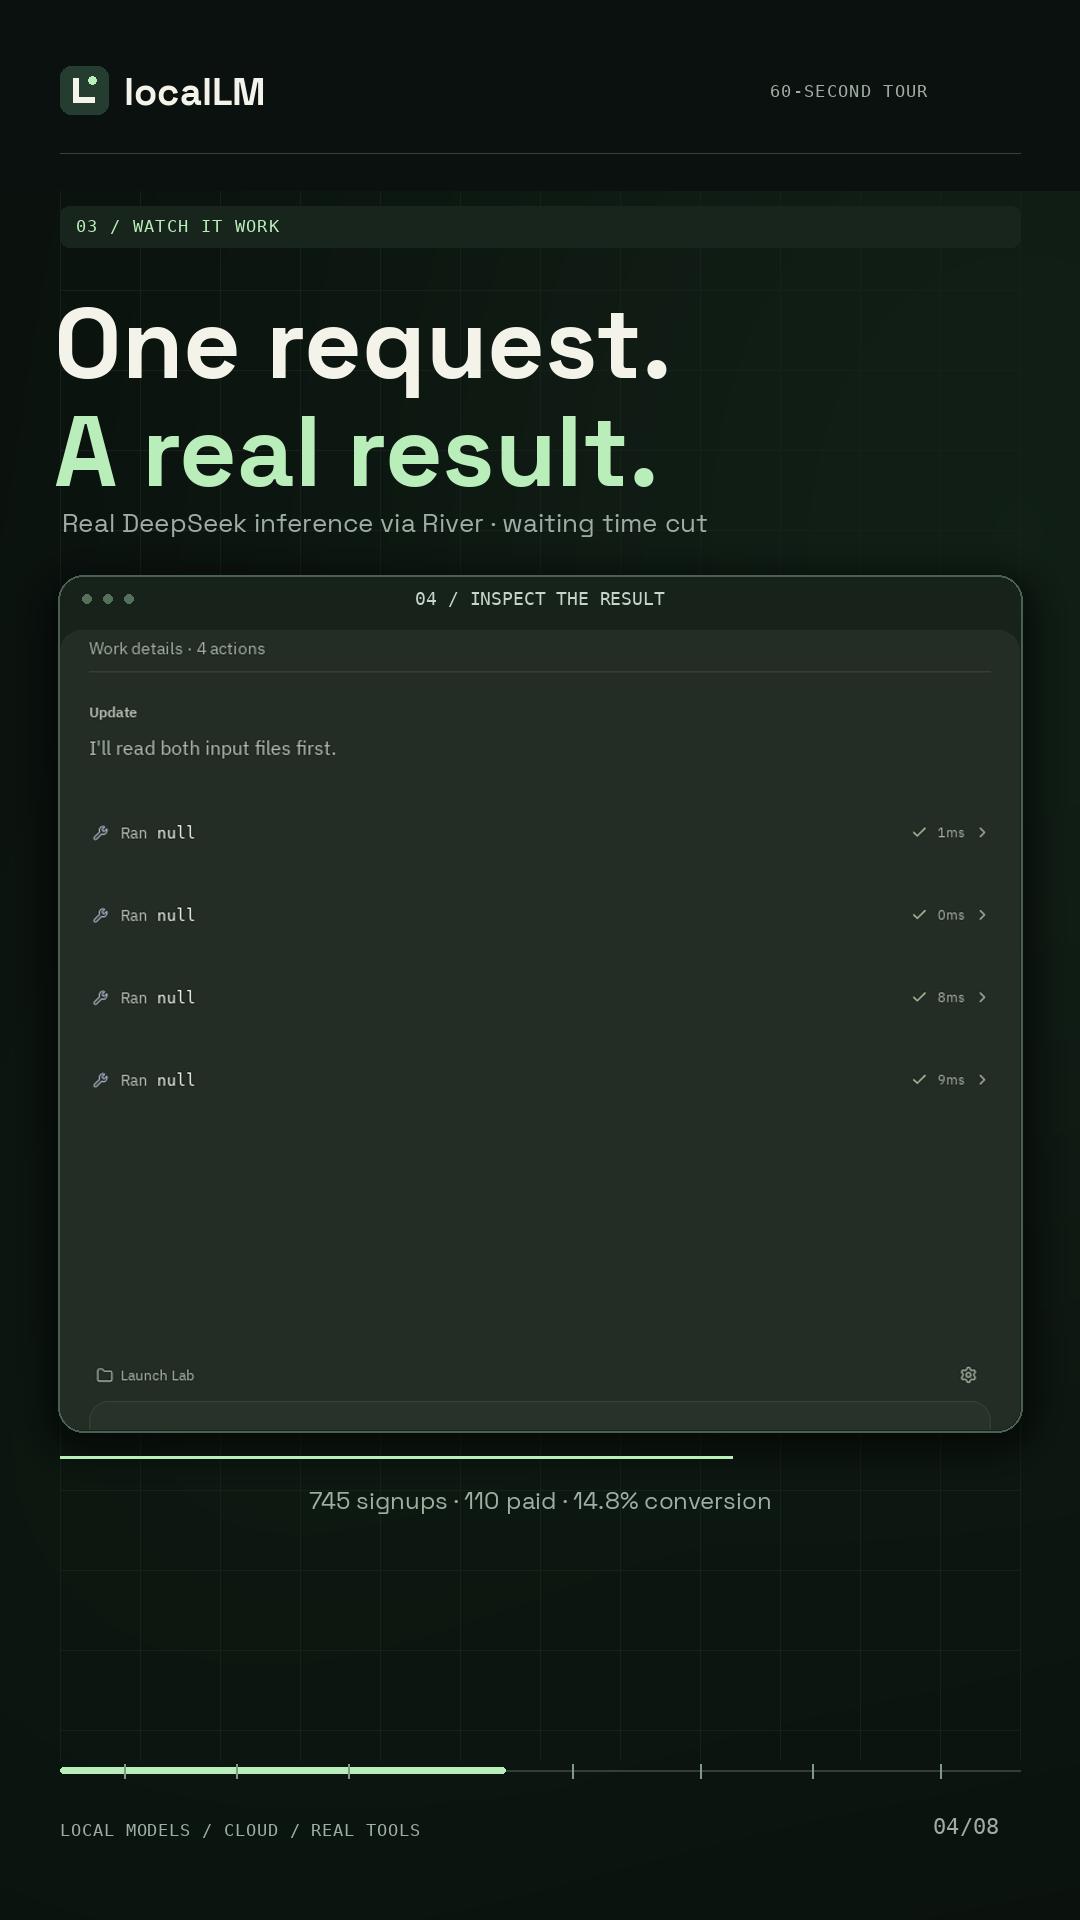 localLM
60-SECOND TOUR
03 / WATCH IT WORK
One request.
A real result.
Real DeepSeek inference via River · waiting time cut
04 / INSPECT THE RESULT
Work details · 4 actions
Update
I'll read both input files first.
Ran null 1ms
Ran null 0ms
Ran null 8ms
Ran null 9ms
Launch Lab
745 signups · 110 paid · 14.8% conversion
LOCAL MODELS / CLOUD / REAL TOOLS
04/08